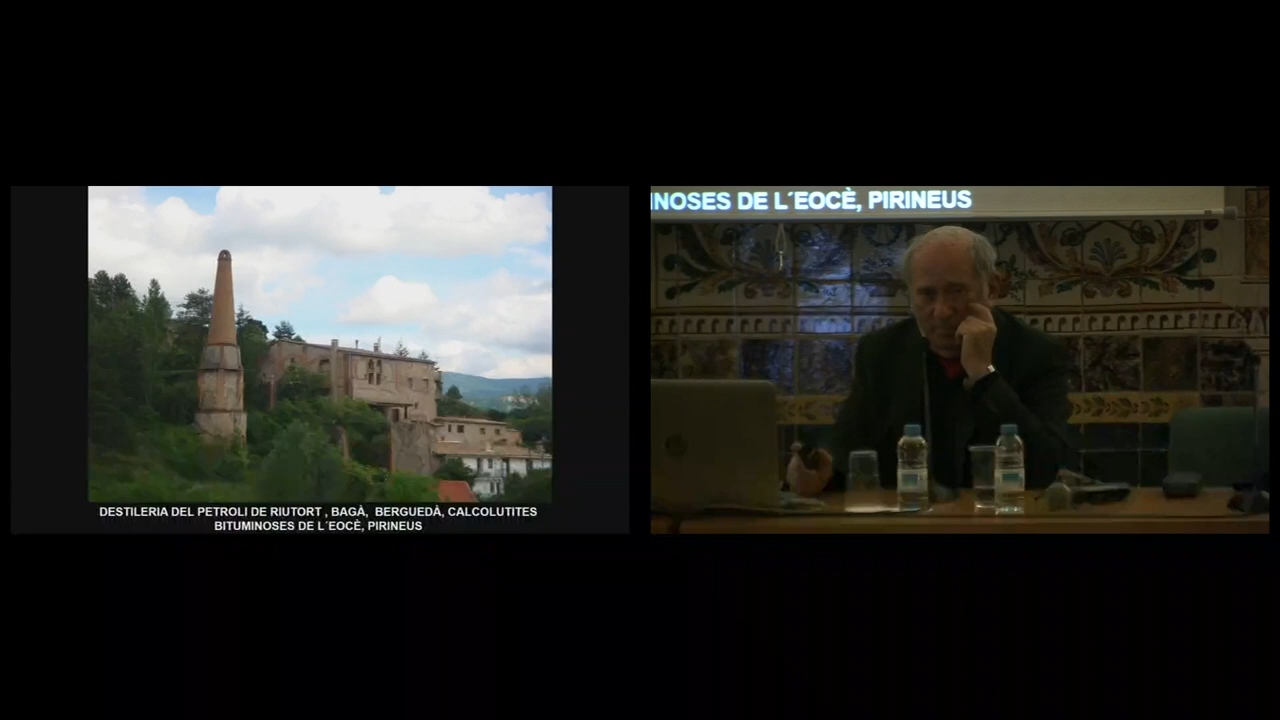 DESTILERIA DEL PETROLI DE RIUTORT , BAGÀ, BERGUEDÀ, CALCOLUTITES
BITUMINOSES DE L´EOCÈ, PIRINEUS
INOSES DE L´EOCÈ, PIRINEUS